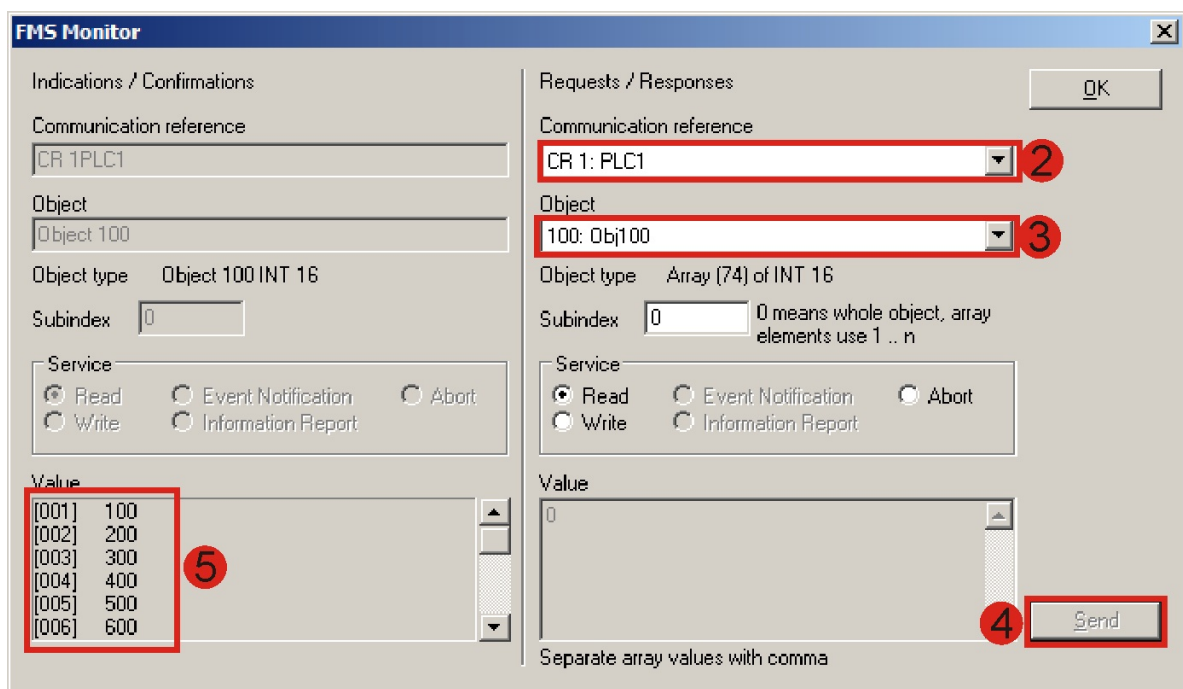 FMS Monitor
Indications / Confirmations
Communication reference
CR 1PLC1
Object
Object 100
Object type Object 100 INT 16
Subindex 0
Service
Read Event Notification Abort
Write Information Report
Value
[001] 100
[002] 200
[003] 300
[004] 400
[005] 500
[006] 600
5
Requests / Responses
Communication reference
CR 1: PLC1
2
Object
100: Obj100
3
Object type Array (74) of INT 16
Subindex 0 0 means whole object, array
elements use 1 .. n
Service
Read Event Notification Abort
Write Information Report
Value
0
Separate array values with comma
OK
4
Send